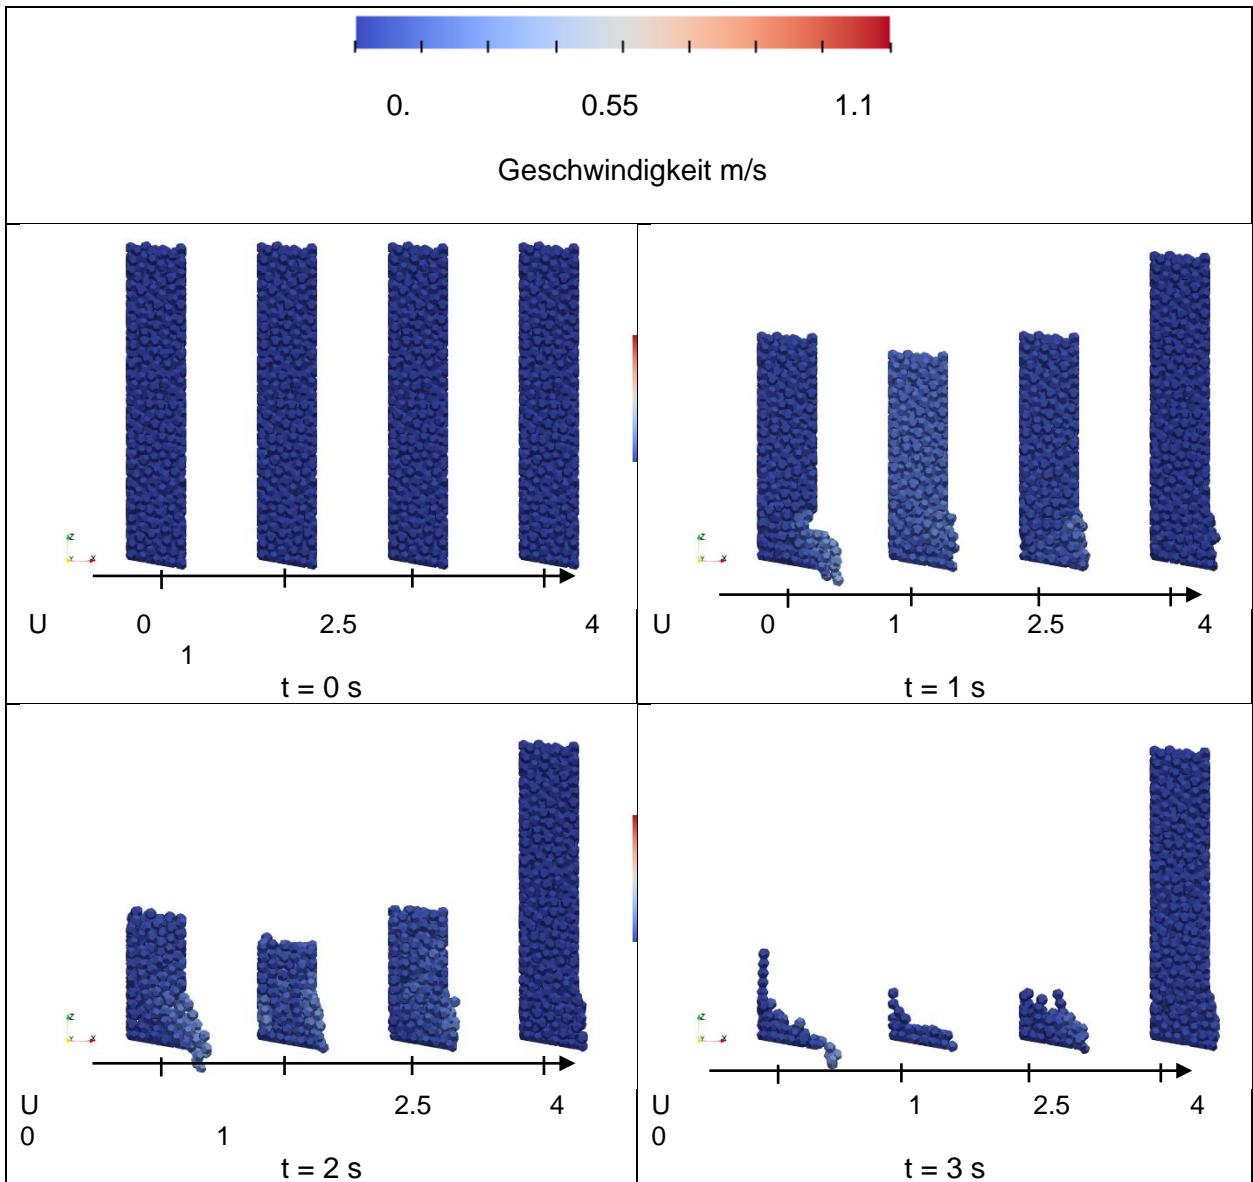 0. 0.55 1.1
Geschwindigkeit m/s
Z
Y X
U 0 2.5 4
1
t = 0 s
Z
Y X
U 0 1 2.5 4
t = 1 s
Z
Y X
U 2.5 4
0 1
t = 2 s
Z
Y X
U 1 2.5 4
0
t = 3 s